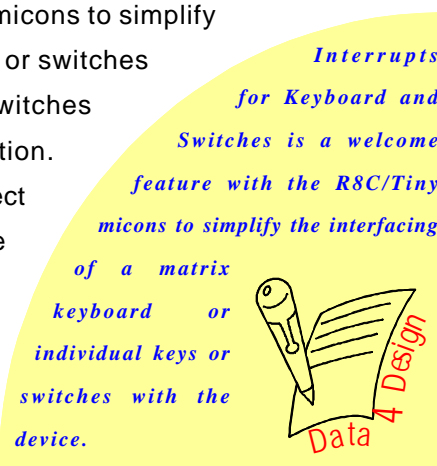 micons to simplify
or switches
witches
tion.
ect
e
Interrupts
for Keyboard and
Switches is a welcome
feature with the R8C/Tiny
micons to simplify the interfacing
of a matrix
keyboard or
individual keys or
switches with the
device.
Data 4 Design